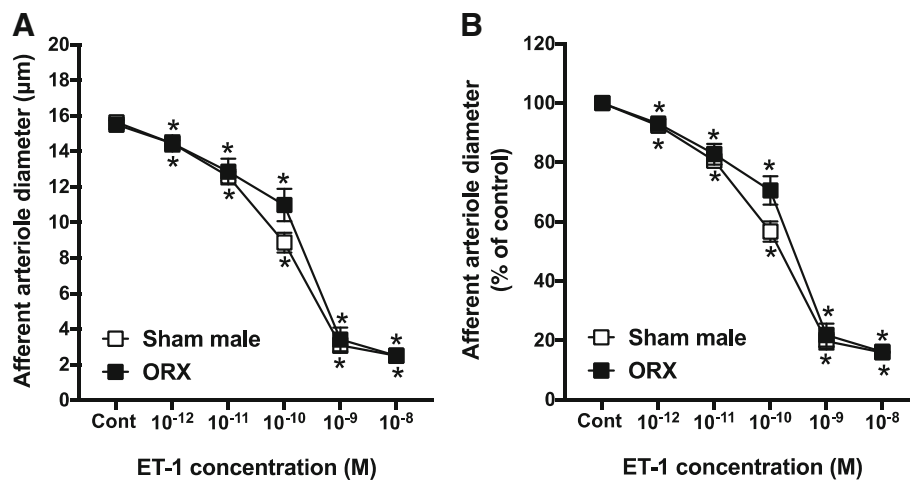 A
Afferent arteriole diameter (µm)
20
18
16
14
12
10
8
6
4
2
0
* * * * *
* * * * *
Sham male
ORX
Cont 10-12 10-11 10-10 10-9 10-8
ET-1 concentration (M)
B
Afferent arteriole diameter
(% of control)
120
100
80
60
40
20
0
* * * * *
* * * * *
Sham male
ORX
Cont 10-12 10-11 10-10 10-9 10-8
ET-1 concentration (M)